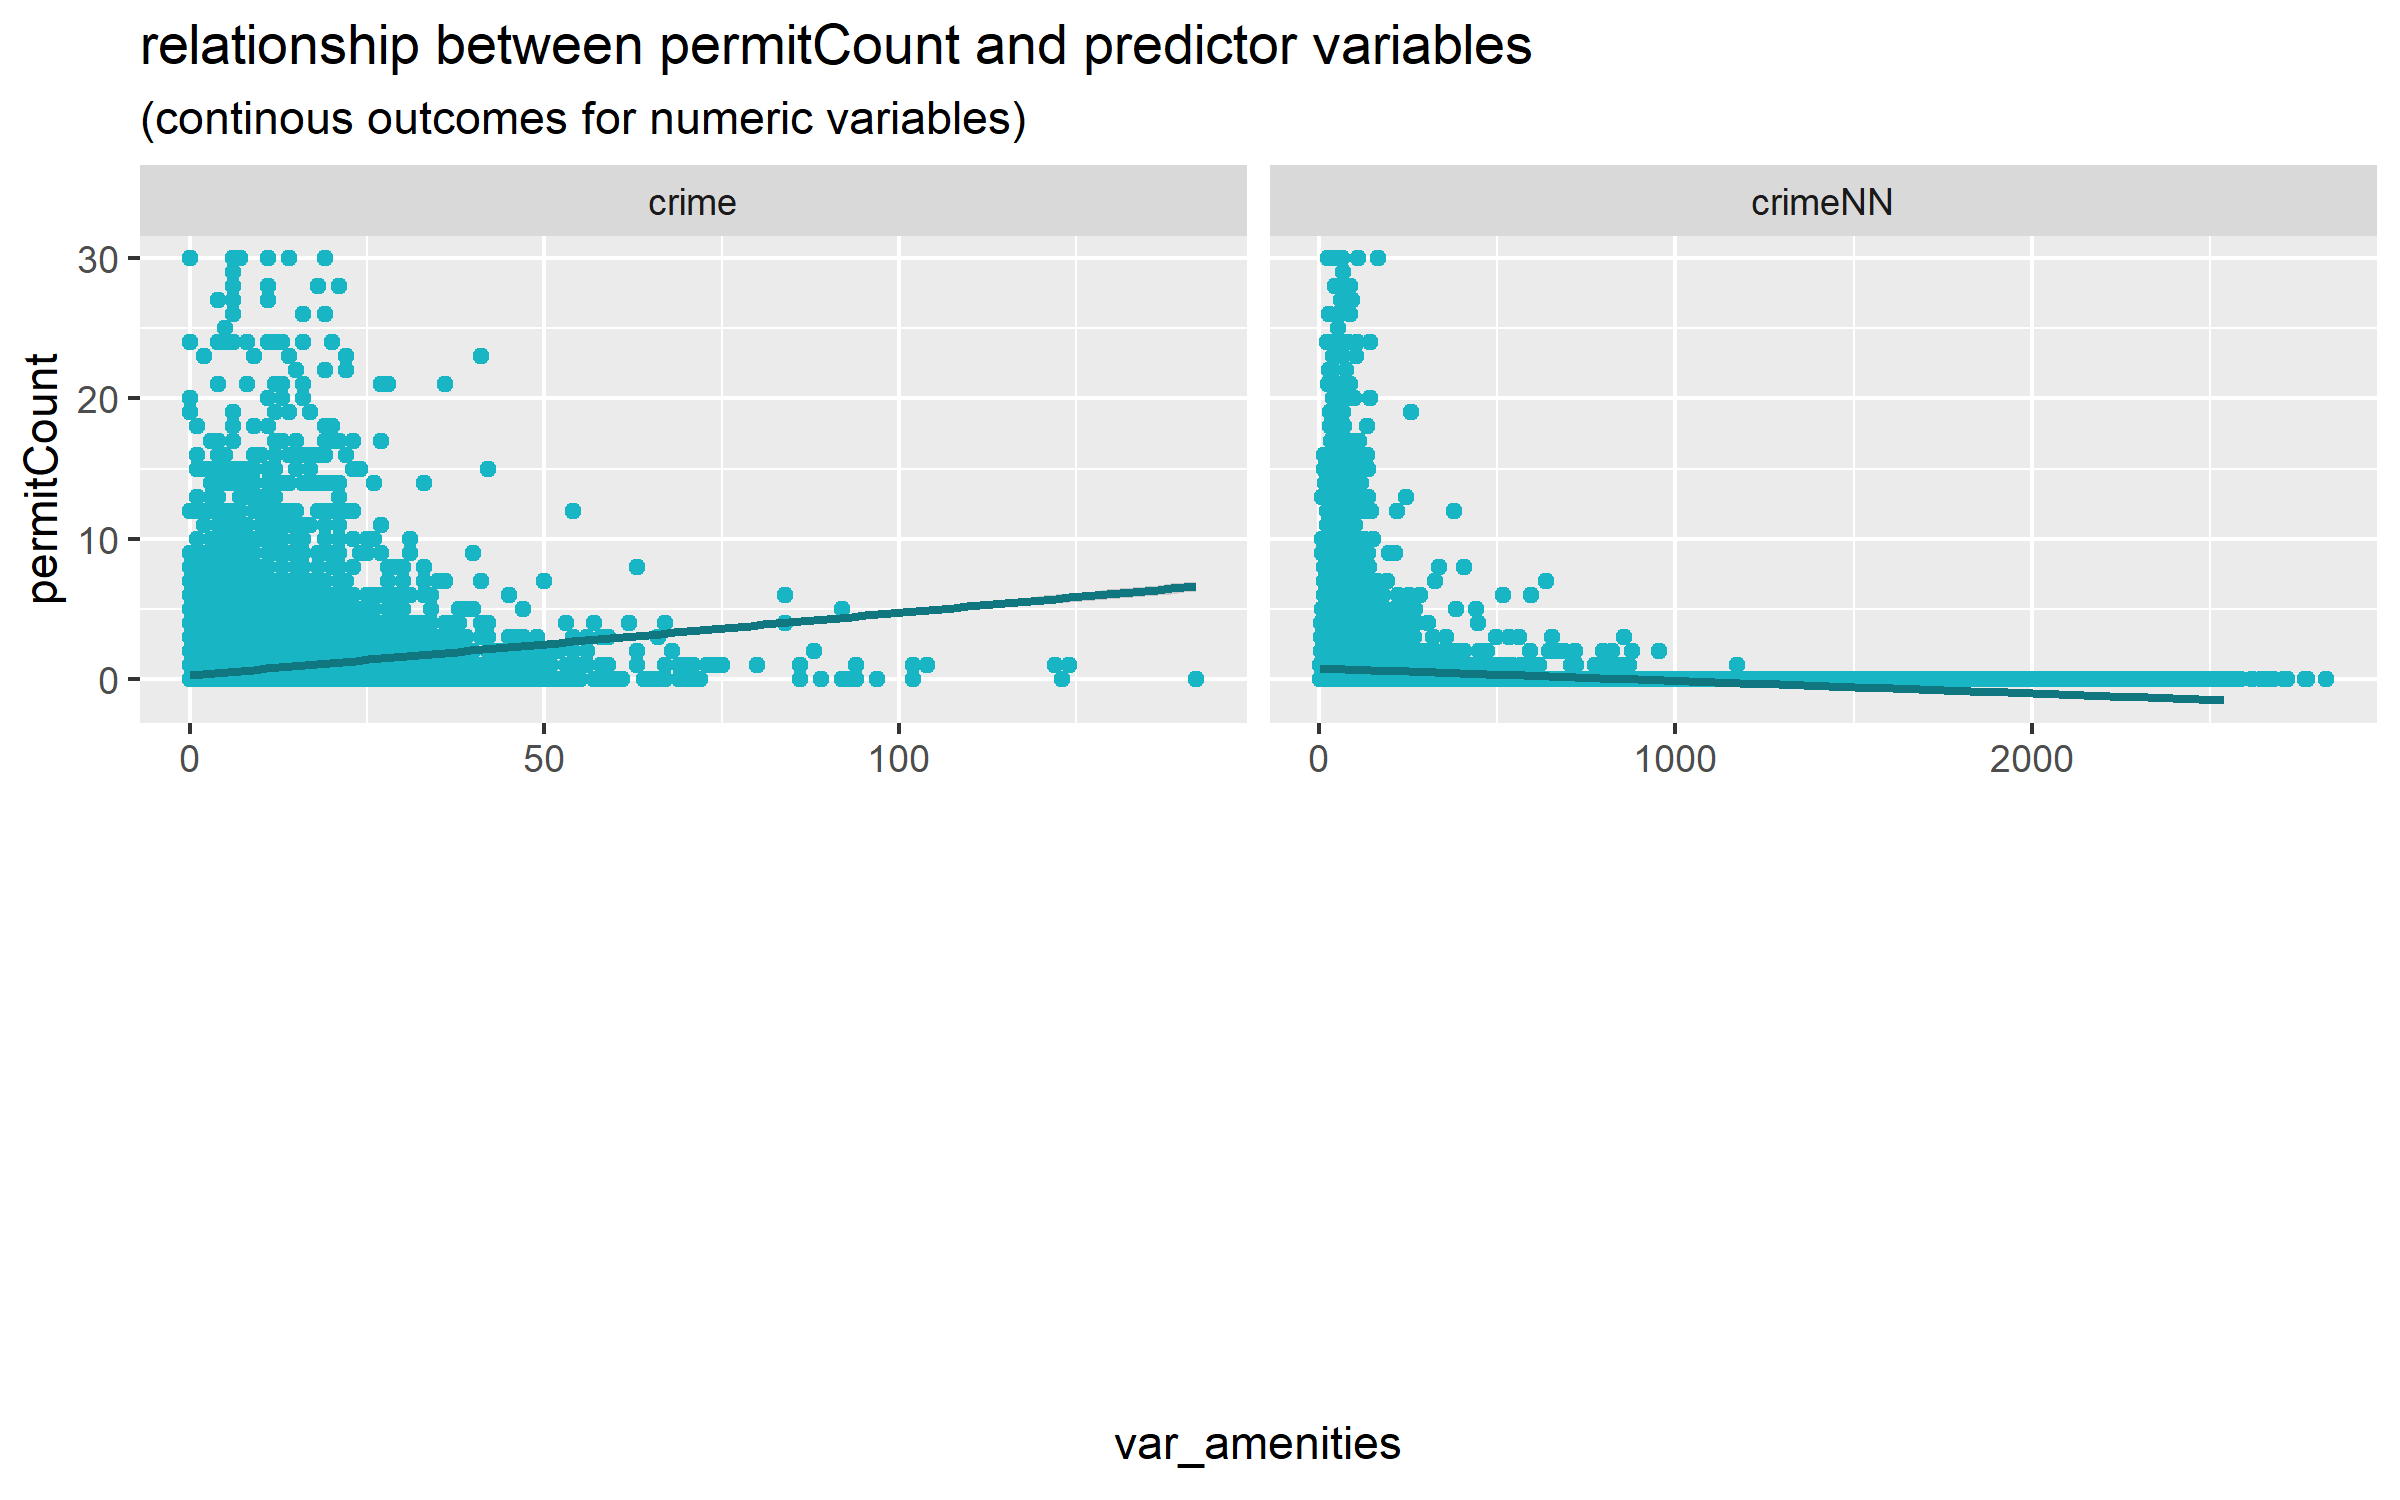 relationship between permitCount and predictor variables
(continous outcomes for numeric variables)
crime
crimeNN
permitCount
30
20
10
0
0 50 100
0 1000 2000
var_amenities